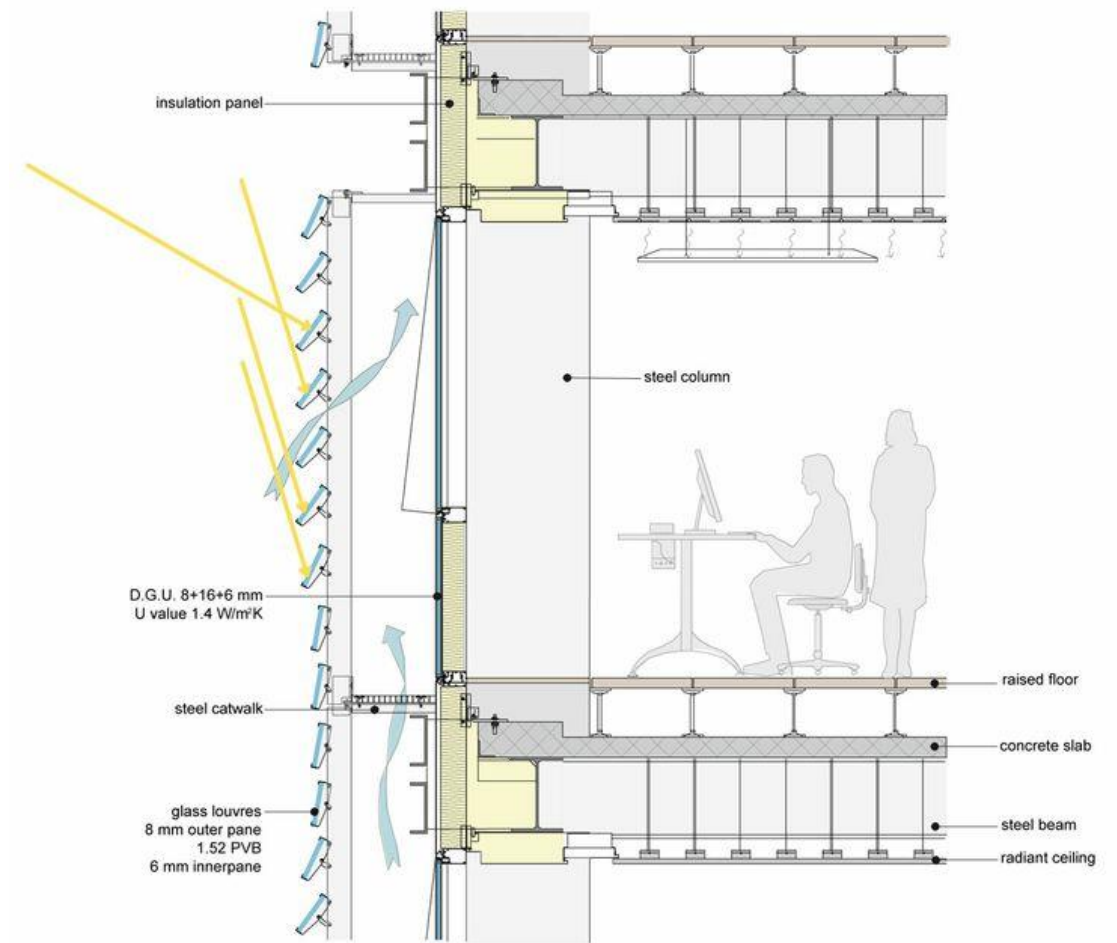 insulation panel
steel column
D.G.U. 8+16+6 mm
U value 1.4 W/m²K
raised floor
steel catwalk
concrete slab
glass louvres
8 mm outer pane
1.52 PVB
6 mm innerpane
steel beam
radiant ceiling